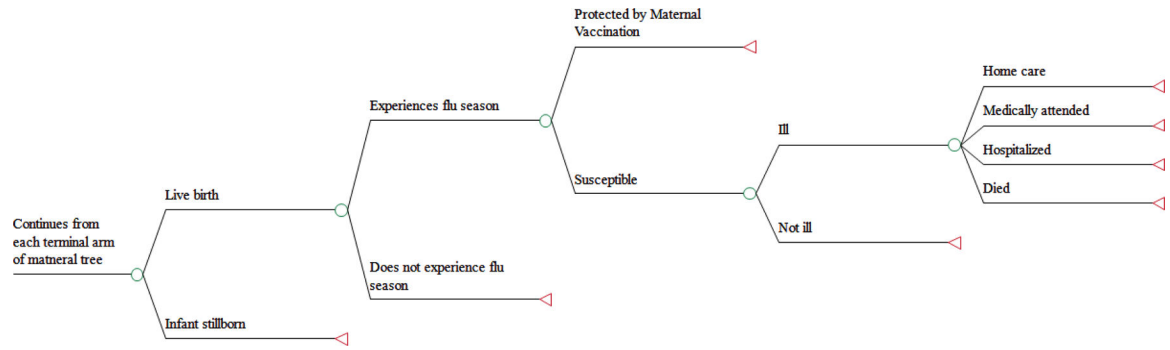 Protected by Maternal
Vaccination
Home care
Experiences flu season
Medically attended
Ill
Hospitalized
Susceptible
Died
Live birth
Continues from
each terminal arm
of matneral tree
Not ill
Does not experience flu
season
Infant stillborn